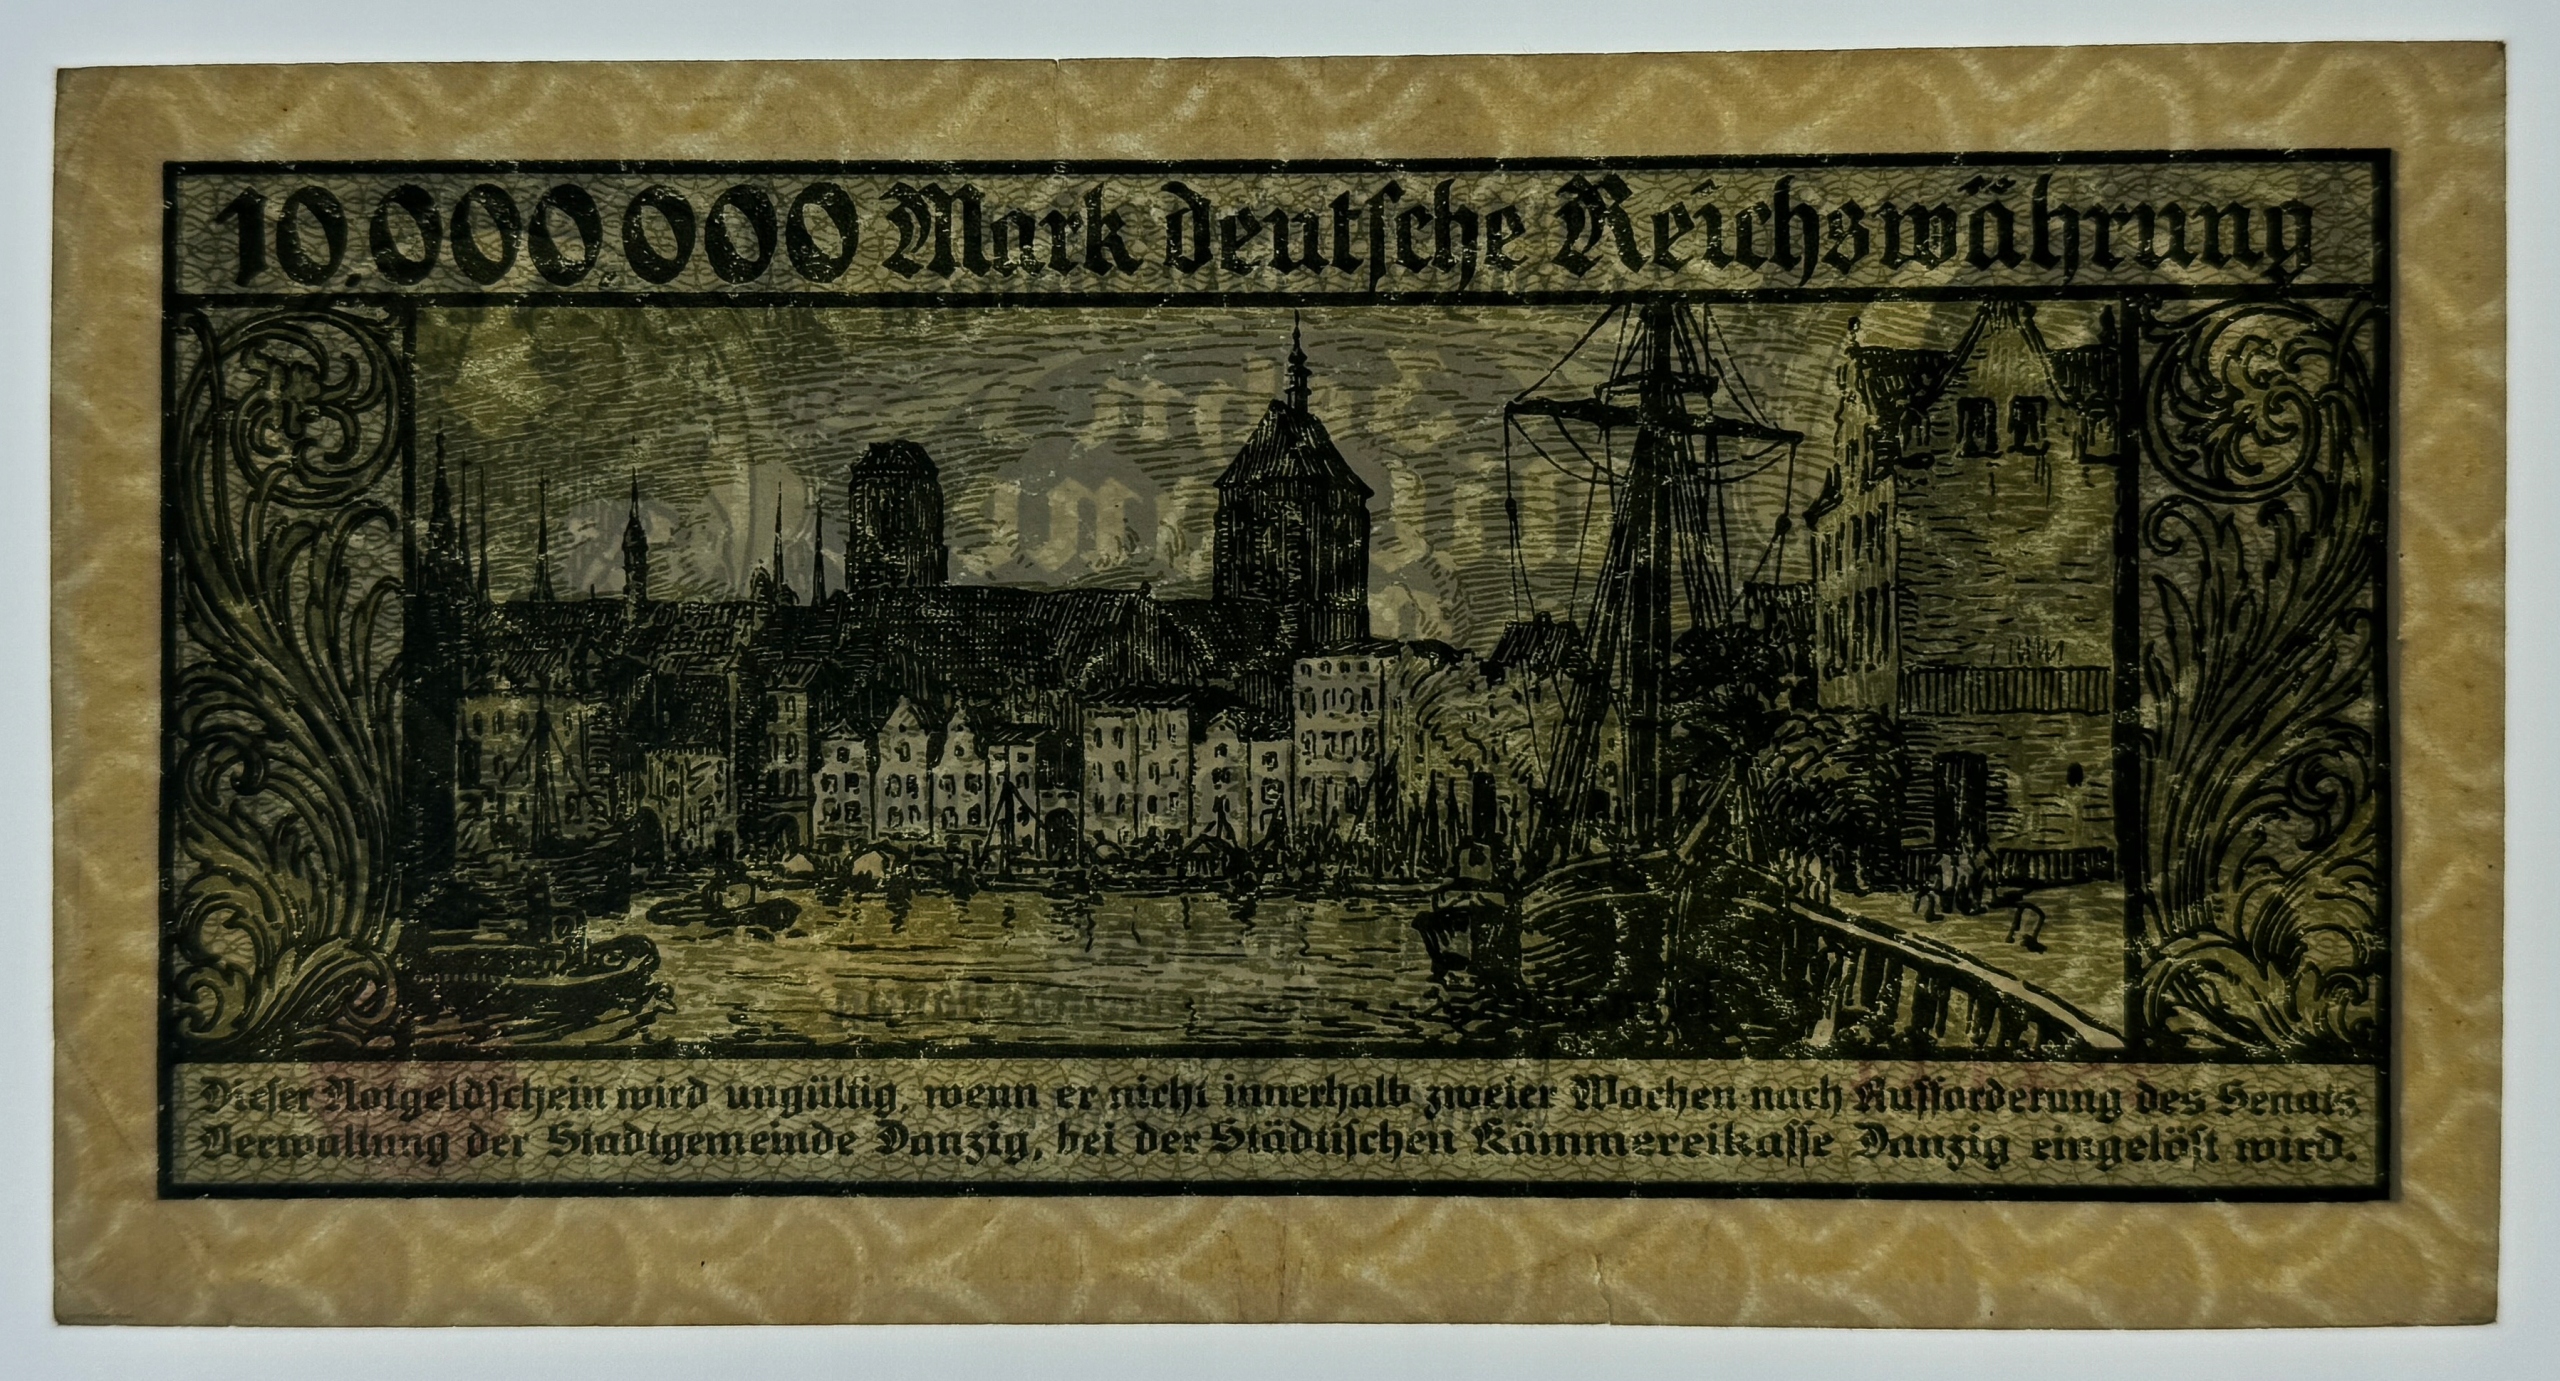 10.000.000 Mark deutsche Reichswährung
Dieser Notgeldschein wird ungültig, wenn er nicht innerhalb zweier Wochen nach Aufforderung des Senats
Verwaltung der Stadtgemeinde Danzig, bei der Städtischen Kämmereikasse Danzig eingelöst wird.